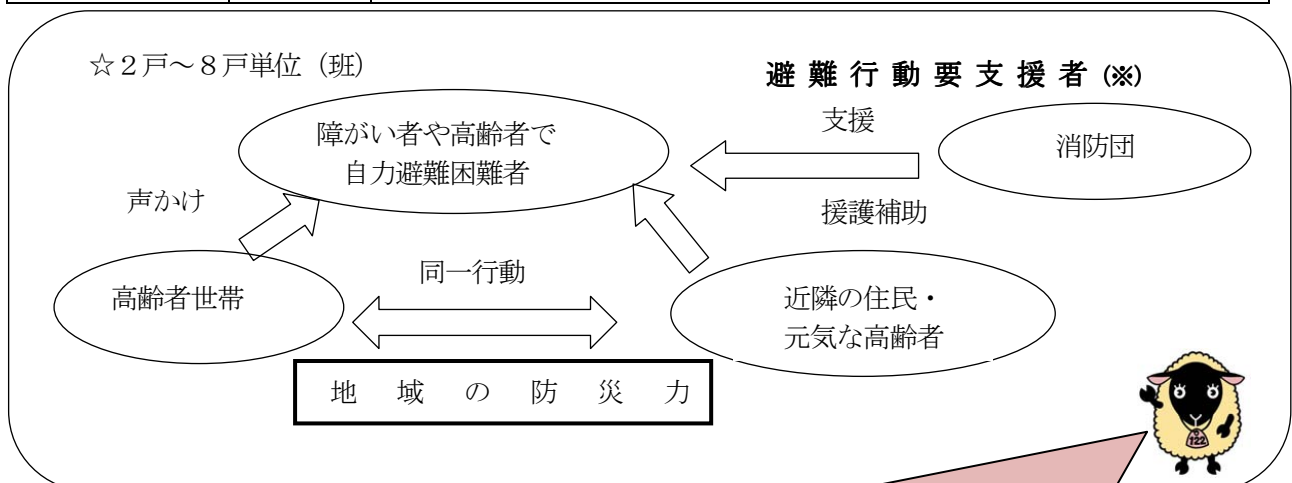 ☆２戸～８戸単位（班）
避難行動要支援者(※)
支援
障がい者や高齢者で
自力避難困難者
消防団
声かけ
援護補助
同一行動
高齢者世帯
近隣の住民・
元気な高齢者
地域の防災力
122